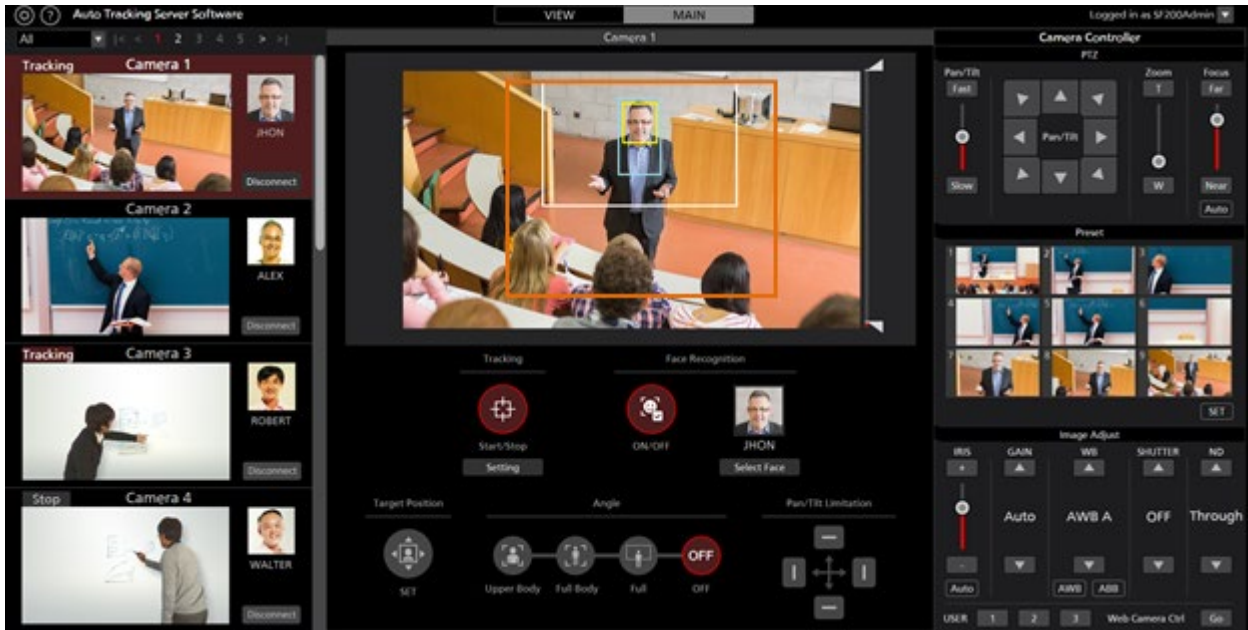 Auto Tracking Server Software
VIEW
MAIN
Logged in as SF200Admin
All
|< < 1 2 3 4 5 > >|
Camera 1
Camera Controller
PTZ
Tracking Camera 1
JHON
Disconnect
Camera 2
ALEX
Disconnect
Tracking Camera 3
ROBERT
Disconnect
Stop Camera 4
WALTER
Disconnect
Tracking
Face Recognition
Start/Stop
ON/OFF
JHON
Setting
Select Face
Target Position
Angle
Pan/Tilt Limitation
OFF
SET
Upper Body
Full Body
Full
OFF
Pan/Tilt
Zoom
Focus
Fast
T
Far
Pan/Tilt
Slow
W
Near
Auto
Preset
1 2 3
4 5 6
7 8 9
SET
Image Adjust
IRIS GAIN WB SHUTTER ND
+
Auto AWB A OFF Through
-
Auto
AWB
ABB
USER 1 2 3 Web Camera Ctrl Go